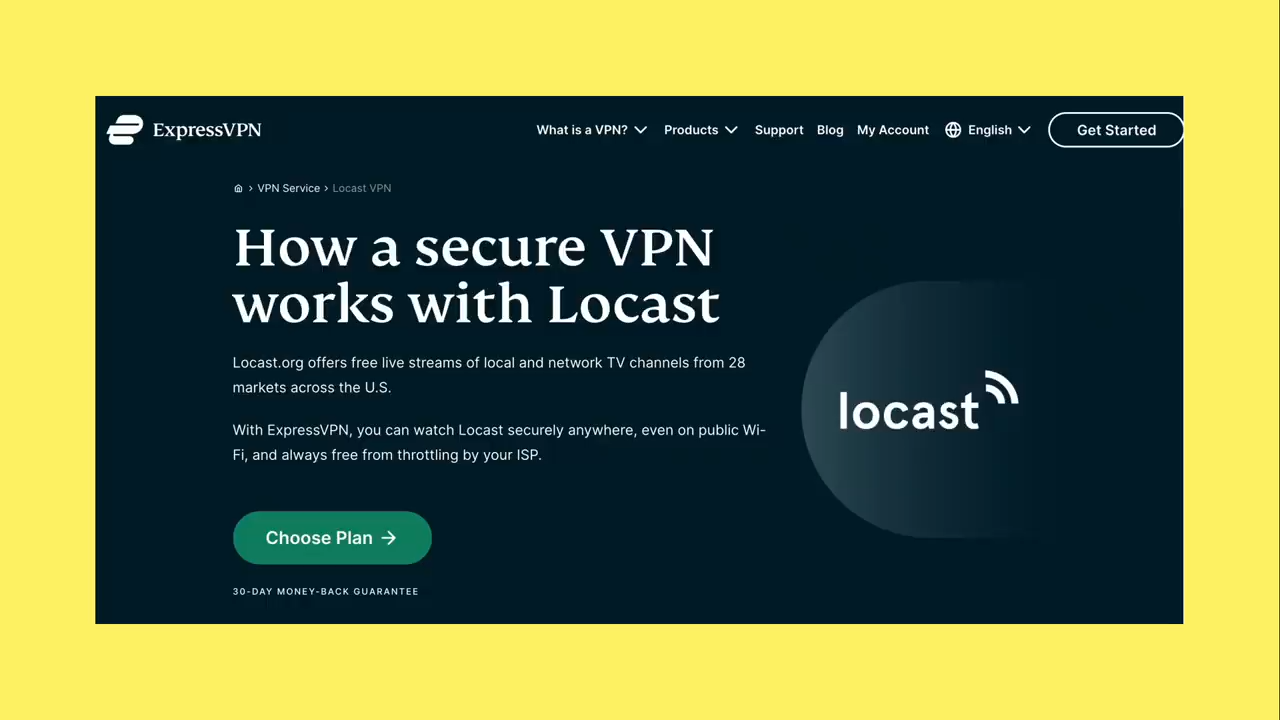 ExpressVPN
What is a VPN? Products Support Blog My Account English Get Started
VPN Service › Locast VPN
How a secure VPN
works with Locast
Locast.org offers free live streams of local and network TV channels from 28
markets across the U.S.
With ExpressVPN, you can watch Locast securely anywhere, even on public Wi-
Fi, and always free from throttling by your ISP.
locast
Choose Plan →
30-DAY MONEY-BACK GUARANTEE